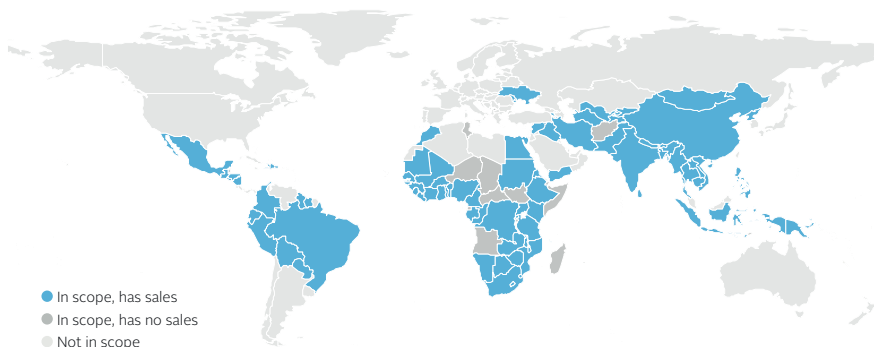 In scope, has sales
In scope, has no sales
Not in scope